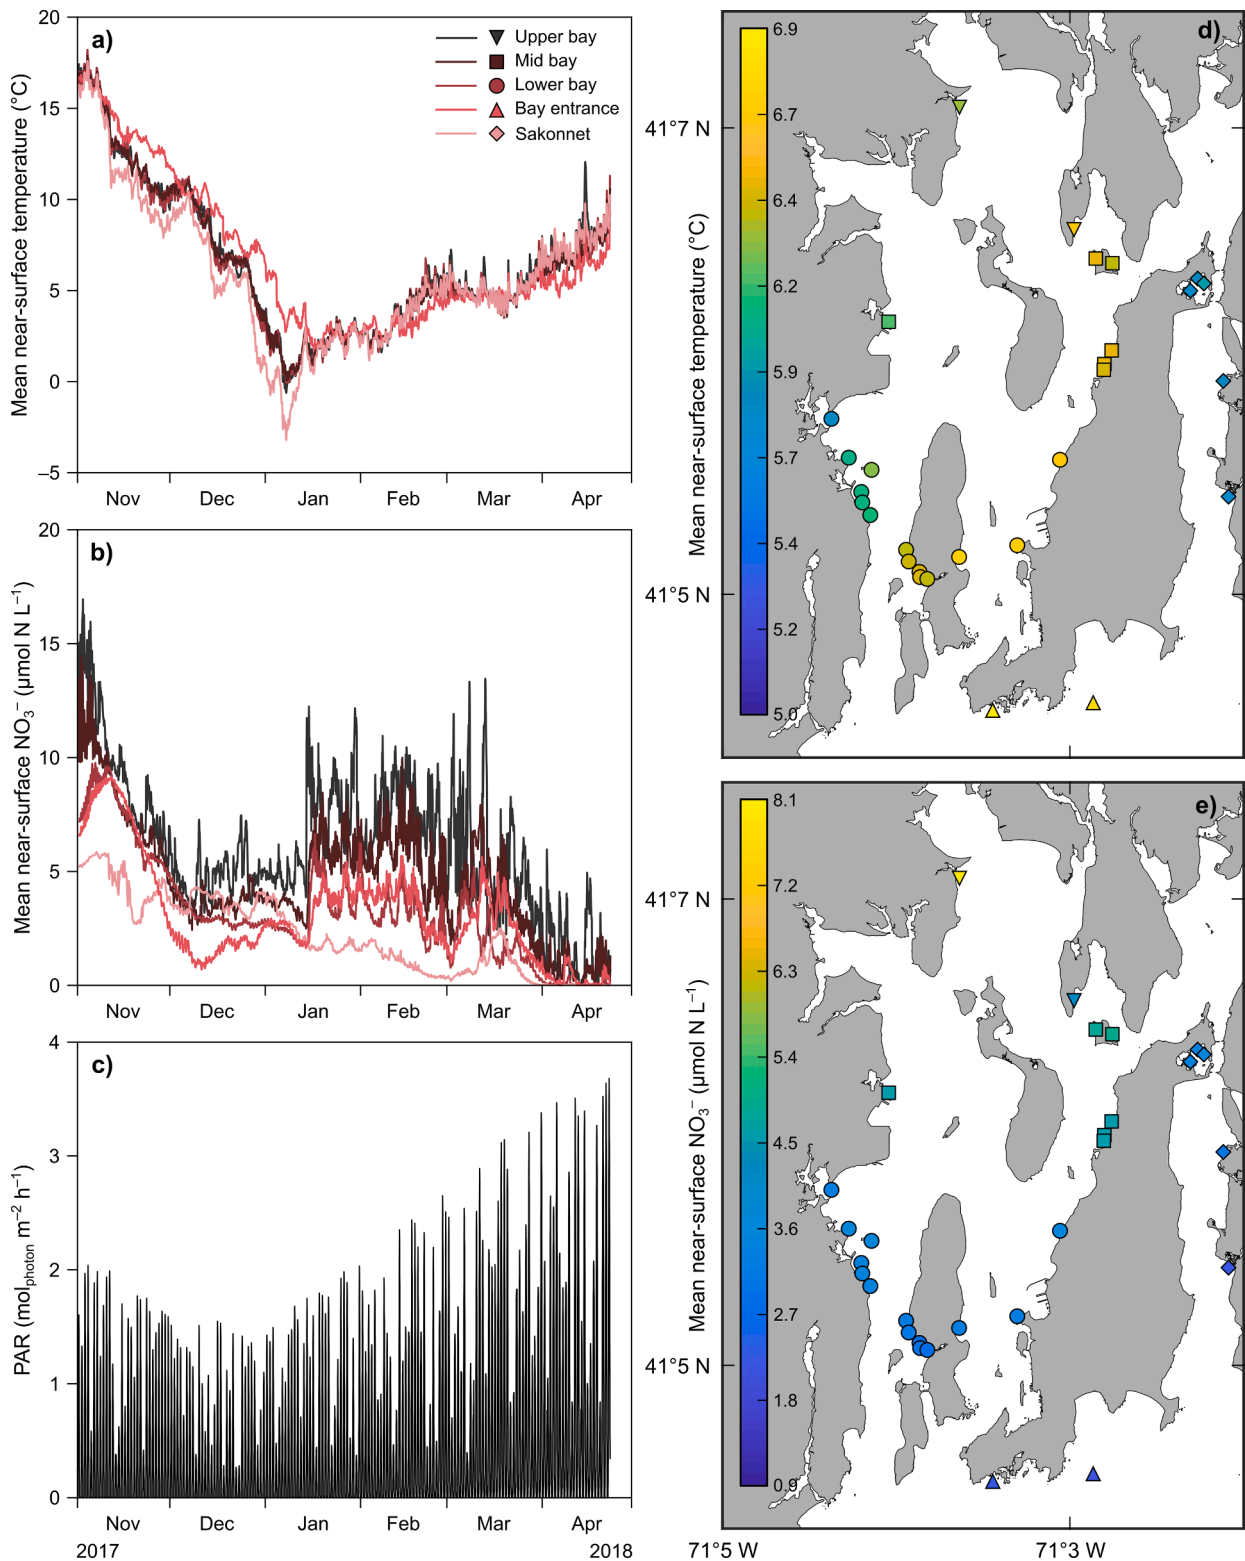 a)
Mean near-surface temperature (°C)
20
15
10
5
0
–5
Upper bay
Mid bay
Lower bay
Bay entrance
Sakonnet
Nov Dec Jan Feb Mar Apr
b)
Mean near-surface NO₃⁻ (µmol N L⁻¹)
20
15
10
5
0
Nov Dec Jan Feb Mar Apr
c)
PAR (mol_photon m⁻² h⁻¹)
4
3
2
1
0
Nov Dec Jan Feb Mar Apr
2017 2018
d)
Mean near-surface temperature (°C)
6.9
6.7
6.4
6.2
5.9
5.7
5.4
5.2
5.0
41°7 N
41°5 N
e)
Mean near-surface NO₃⁻ (µmol N L⁻¹)
8.1
7.2
6.3
5.4
4.5
3.6
2.7
1.8
0.9
41°7 N
41°5 N
71°5 W 71°3 W